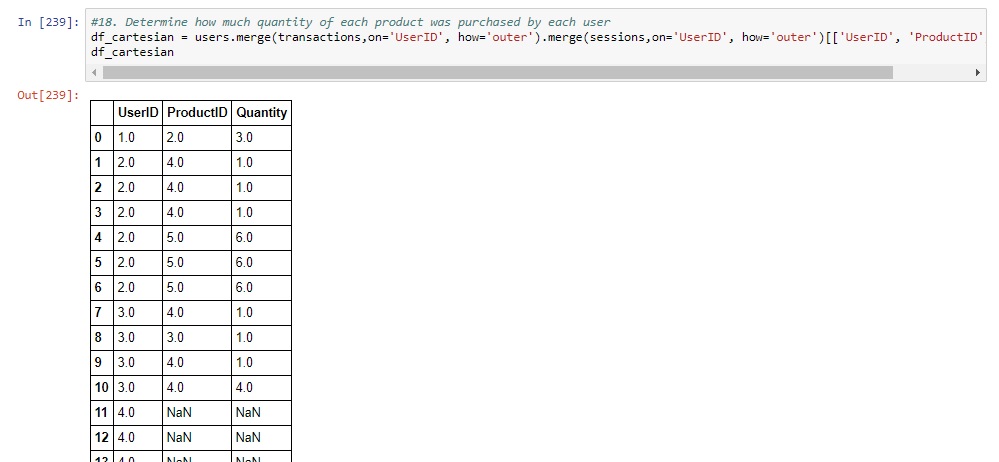 In [239]: #18. Determine how much quantity of each product was purchased by each user
df_cartesian = users.merge(transactions,on='UserID', how='outer').merge(sessions,on='UserID', how='outer')[['UserID', 'ProductID'
df_cartesian
Out[239]:
UserID ProductID Quantity
0 1.0 2.0 3.0
1 2.0 4.0 1.0
2 2.0 4.0 1.0
3 2.0 4.0 1.0
4 2.0 5.0 6.0
5 2.0 5.0 6.0
6 2.0 5.0 6.0
7 3.0 4.0 1.0
8 3.0 3.0 1.0
9 3.0 4.0 1.0
10 3.0 4.0 4.0
11 4.0 NaN NaN
12 4.0 NaN NaN
13 4.0 NaN NaN